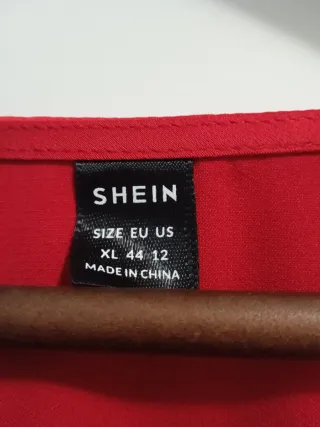 SHEIN
SIZE EU US
XL 44 12
MADE IN CHINA